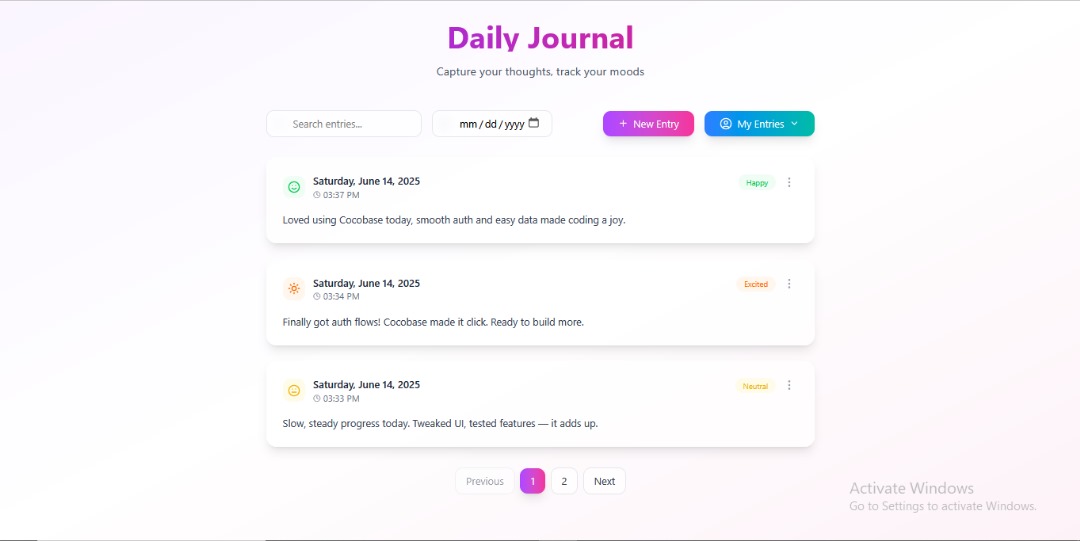 Daily Journal
Capture your thoughts, track your moods
Search entries...
mm/dd/yyyy
+ New Entry
My Entries
Saturday, June 14, 2025
Happy
03:37 PM
Loved using Cocobase today, smooth auth and easy data made coding a joy.
Saturday, June 14, 2025
Excited
03:34 PM
Finally got auth flows! Cocobase made it click. Ready to build more.
Saturday, June 14, 2025
Neutral
03:33 PM
Slow, steady progress today. Tweaked UI, tested features — it adds up.
Previous 1 2 Next
Activate Windows
Go to Settings to activate Windows.